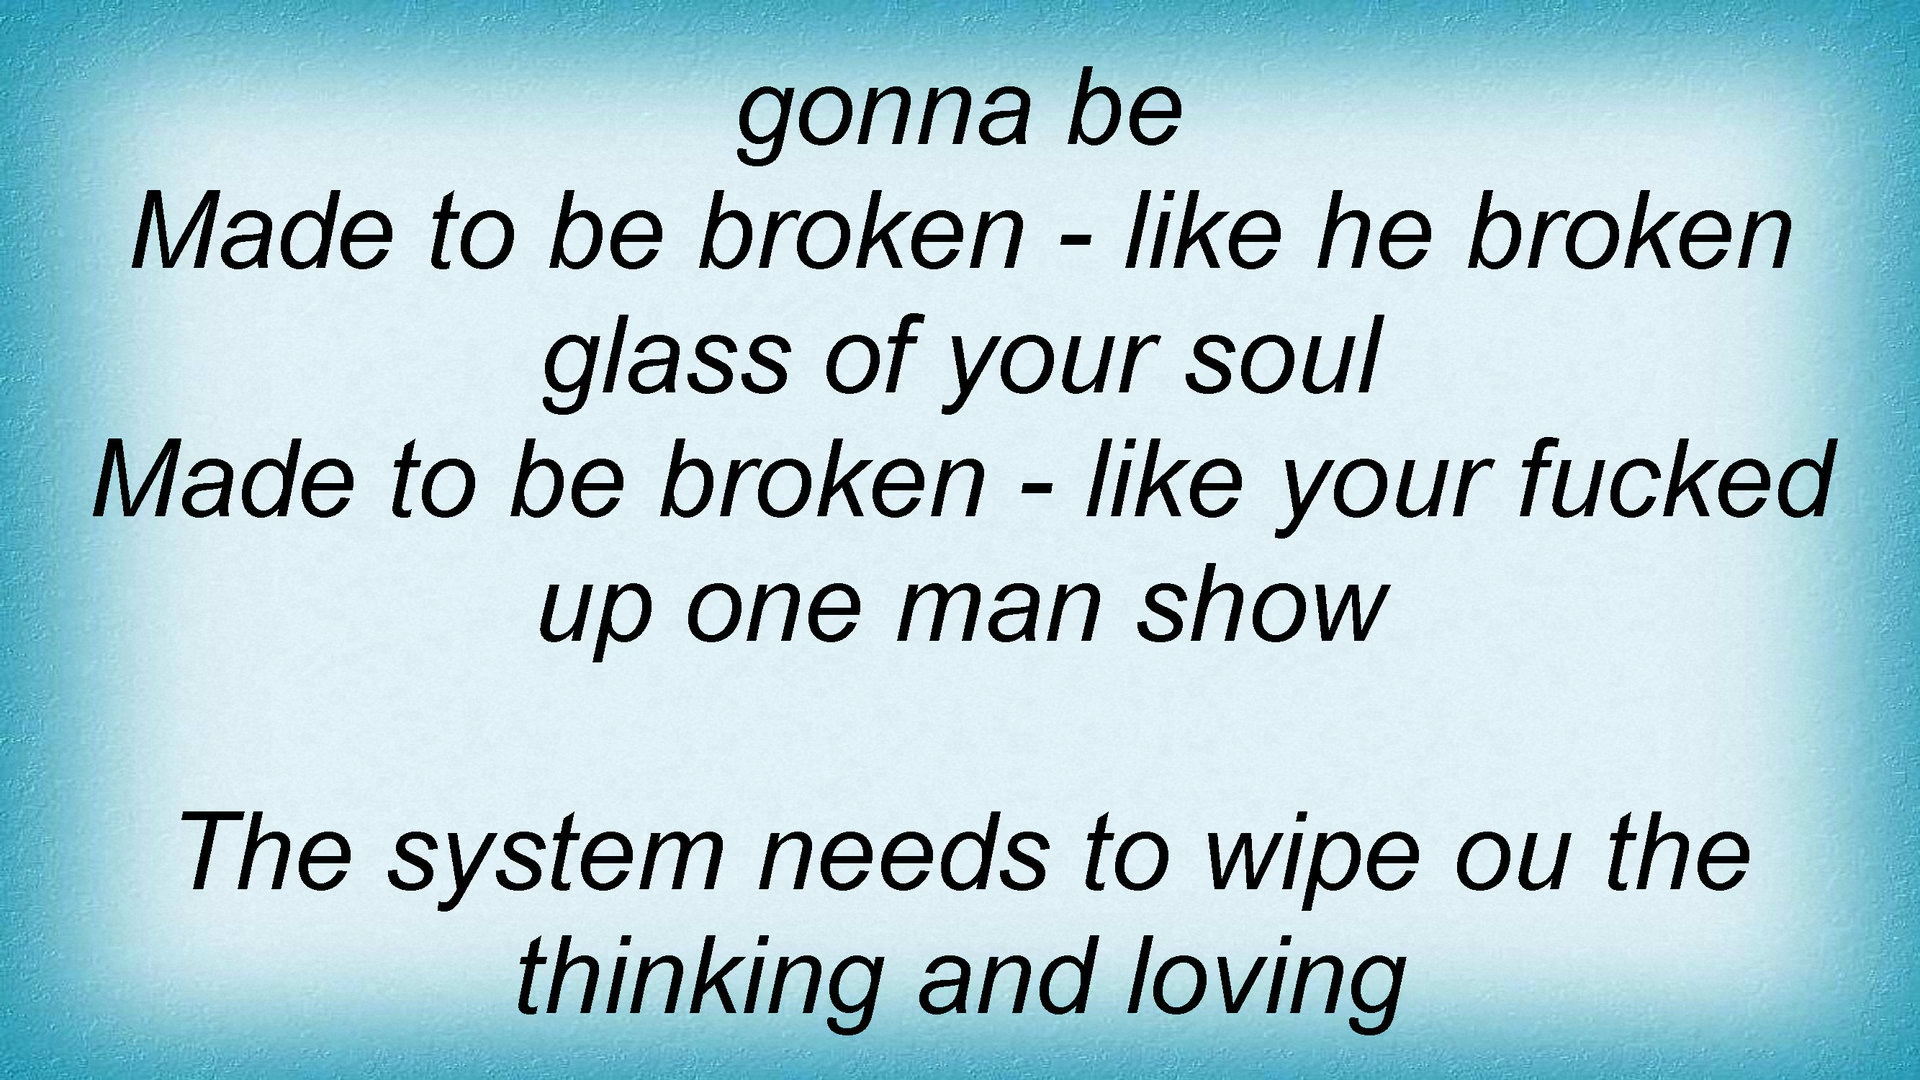 gonna be
Made to be broken - like he broken
glass of your soul
Made to be broken - like your fucked
up one man show
The system needs to wipe ou the
thinking and loving